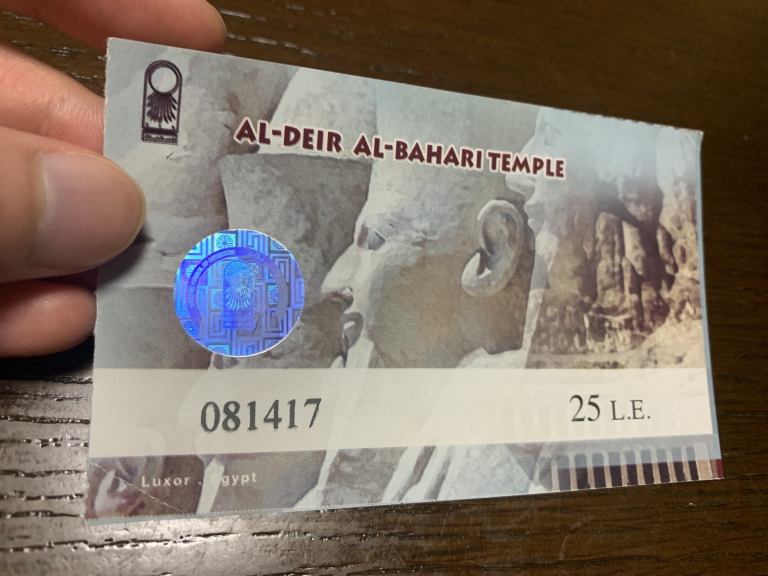 AL-DEIR AL-BAHARI TEMPLE
081417
25 L.E.
Luxor . Egypt